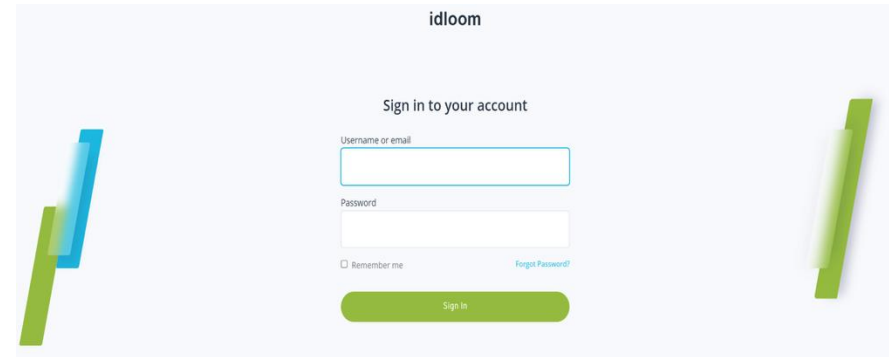 idloom
Sign in to your account
Username or email
Password
Remember me Forgot Password?
Sign In